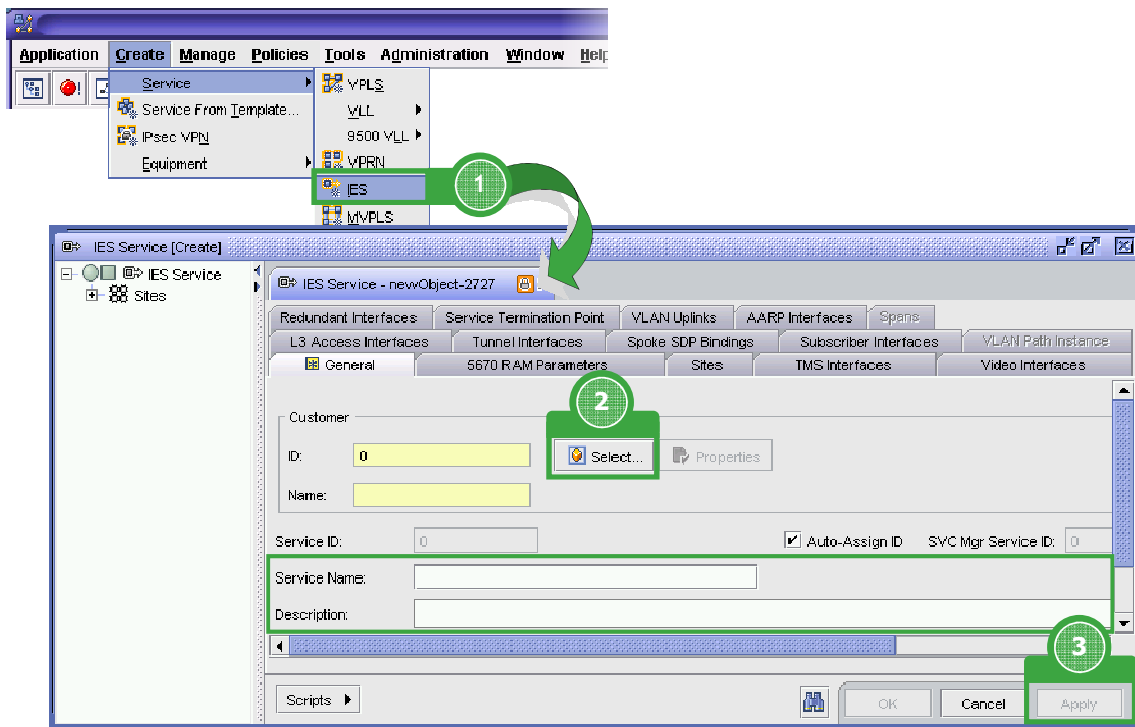 Application Create Manage Policies Tools Administration Window Help
Service
Service From Template...
IPsec VPN
Equipment
VPLS
VLL
9500 VLL
VPRN
IES
MVPLS
1
IES Service [Create]
IES Service
Sites
IES Service - newObject-2727
Redundant Interfaces Service Termination Point VLAN Uplinks AARP Interfaces Spans
L3 Access Interfaces Tunnel Interfaces Spoke SDP Bindings Subscriber Interfaces VLAN Path Instance
General 5670 RAM Parameters Sites TMS Interfaces Video Interfaces
2
Customer
ID: 0 Select... Properties
Name:
Service ID: 0 Auto-Assign ID SVC Mgr Service ID: 0
Service Name:
Description:
3
Scripts OK Cancel Apply